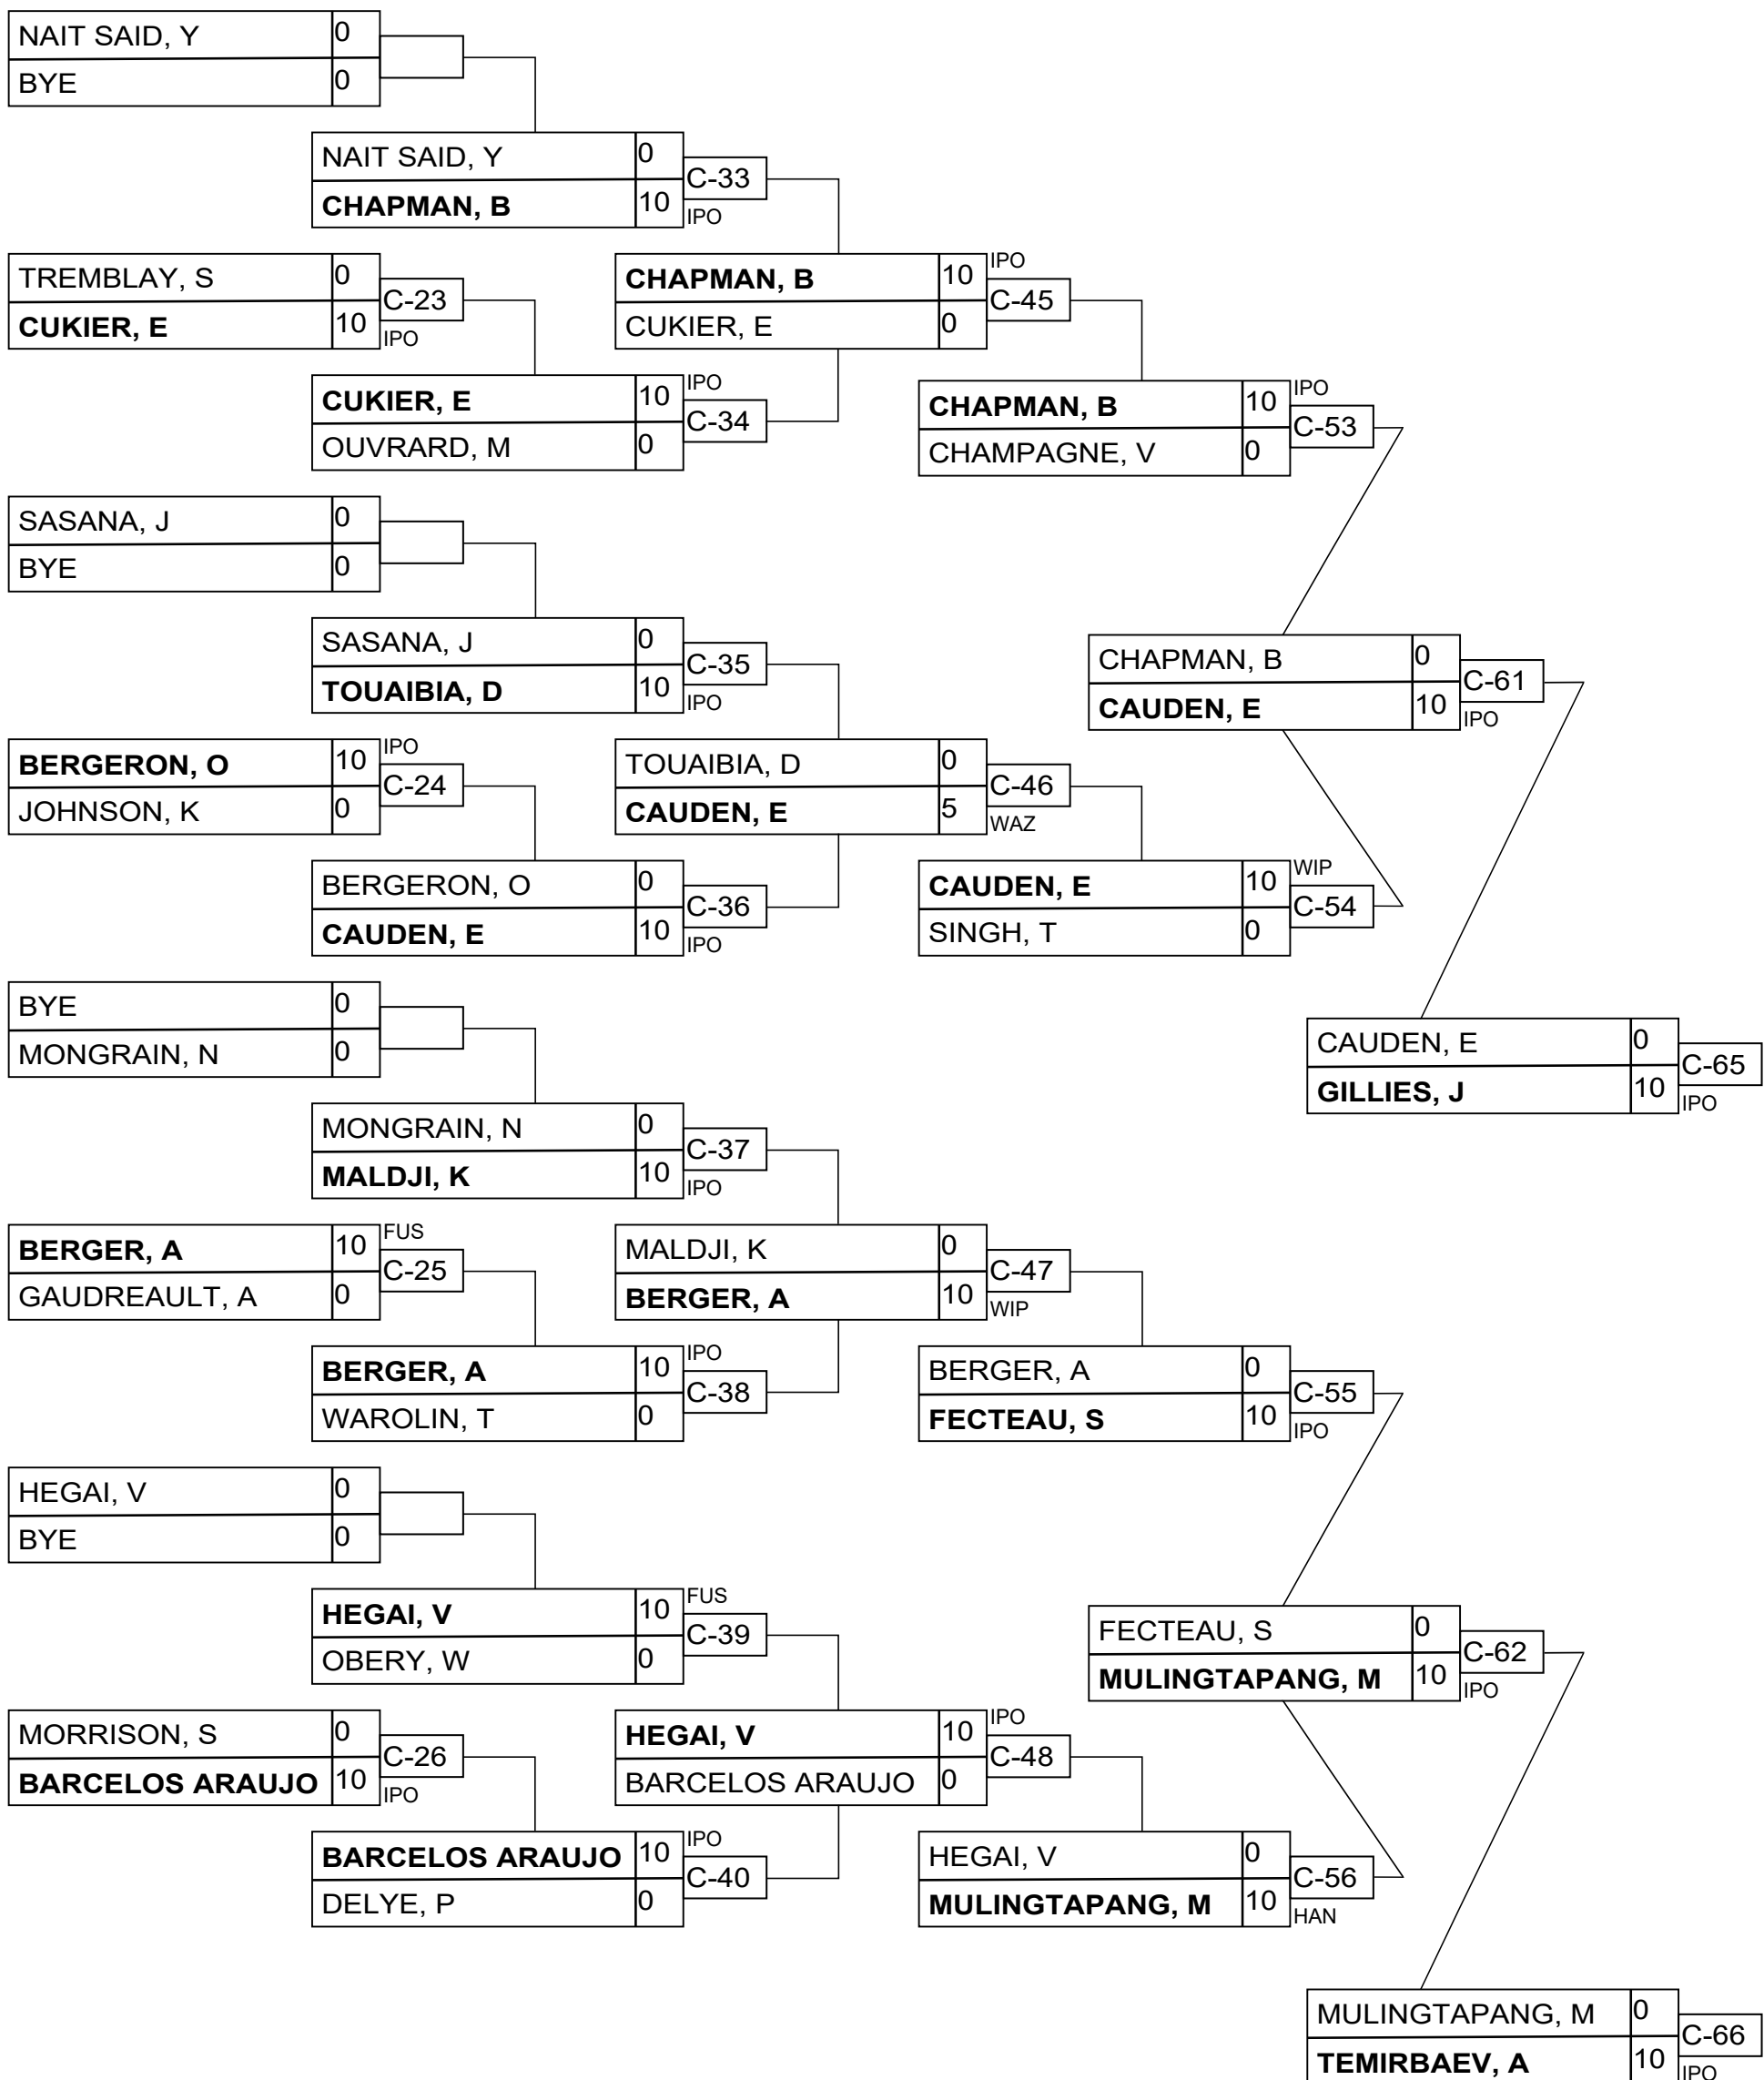 NAIT SAID, Y 0
BYE 0
NAIT SAID, Y 0
C-33
CHAPMAN, B 10
IPO
TREMBLAY, S 0
C-23
CUKIER, E 10
IPO
CHAPMAN, B 10 IPO
C-45
CUKIER, E 0
CUKIER, E 10 IPO
C-34
OUVRARD, M 0
CHAPMAN, B 10 IPO
C-53
CHAMPAGNE, V 0
SASANA, J 0
BYE 0
SASANA, J 0
C-35
TOUAIBIA, D 10
IPO
CHAPMAN, B 0
C-61
CAUDEN, E 10
IPO
BERGERON, O 10 IPO
C-24
JOHNSON, K 0
TOUAIBIA, D 0
C-46
CAUDEN, E 5
WAZ
BERGERON, O 0
C-36
CAUDEN, E 10
IPO
CAUDEN, E 10 WIP
C-54
SINGH, T 0
BYE 0
MONGRAIN, N 0
CAUDEN, E 0
C-65
GILLIES, J 10
IPO
MONGRAIN, N 0
C-37
MALDJI, K 10
IPO
BERGER, A 10 FUS
C-25
GAUDREAULT, A 0
MALDJI, K 0
C-47
BERGER, A 10
WIP
BERGER, A 10 IPO
C-38
WAROLIN, T 0
BERGER, A 0
C-55
FECTEAU, S 10
IPO
HEGAI, V 0
BYE 0
HEGAI, V 10 FUS
C-39
OBERY, W 0
FECTEAU, S 0
C-62
MULINGTAPANG, M 10
IPO
MORRISON, S 0
C-26
BARCELOS ARAUJO 10
IPO
HEGAI, V 10 IPO
C-48
BARCELOS ARAUJO 0
BARCELOS ARAUJO 10 IPO
C-40
DELYE, P 0
HEGAI, V 0
C-56
MULINGTAPANG, M 10
HAN
MULINGTAPANG, M 0
C-66
TEMIRBAEV, A 10
IPO